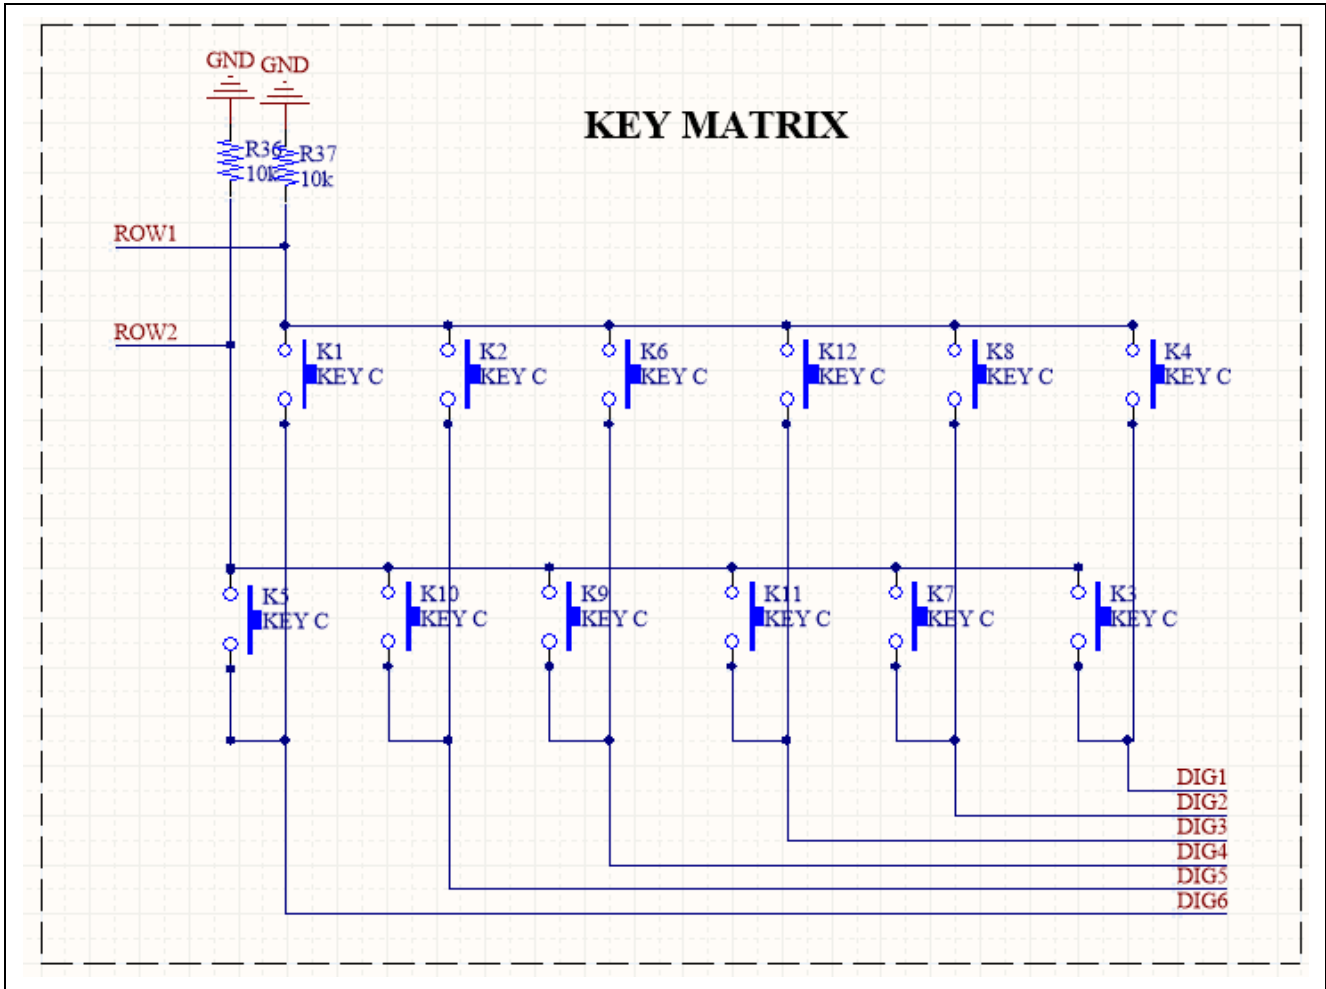 GND GND
KEY MATRIX
R36 R37
10k 10k
ROW1
ROW2
K1 K2 K6 K12 K8 K4
KEY C KEY C KEY C KEY C KEY C KEY C
K5 K10 K9 K11 K7 K3
KEY C KEY C KEY C KEY C KEY C KEY C
DIG1
DIG2
DIG3
DIG4
DIG5
DIG6